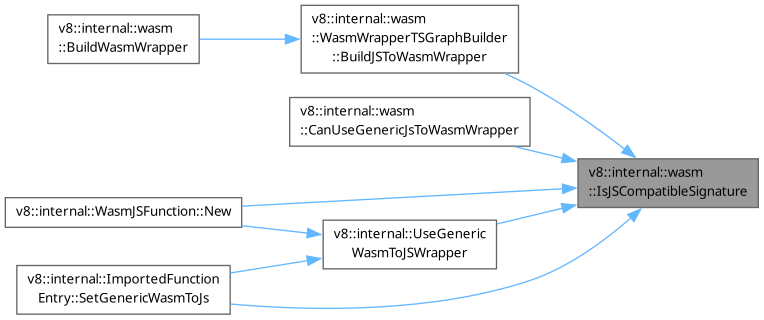 v8::internal::wasm
::BuildWasmWrapper
v8::internal::wasm
::WasmWrapperTSGraphBuilder
::BuildJSToWasmWrapper
v8::internal::wasm
::CanUseGenericJsToWasmWrapper
v8::internal::wasm
::IsJSCompatibleSignature
v8::internal::WasmJSFunction::New
v8::internal::UseGeneric
WasmToJSWrapper
v8::internal::ImportedFunction
Entry::SetGenericWasmToJs